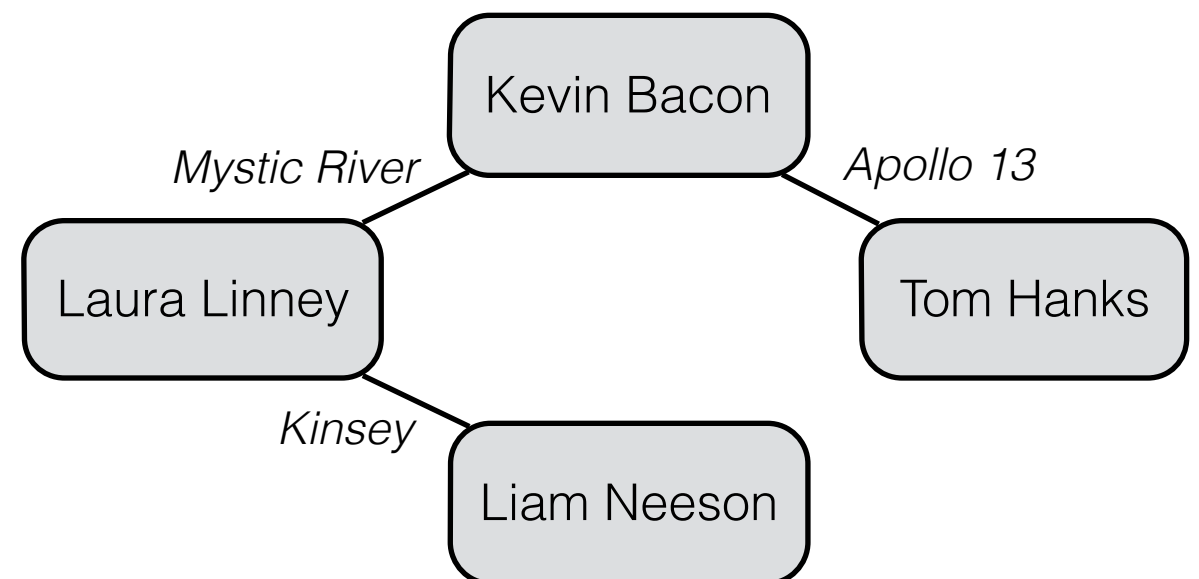 Kevin Bacon
Mystic River
Apollo 13
Laura Linney
Tom Hanks
Kinsey
Liam Neeson